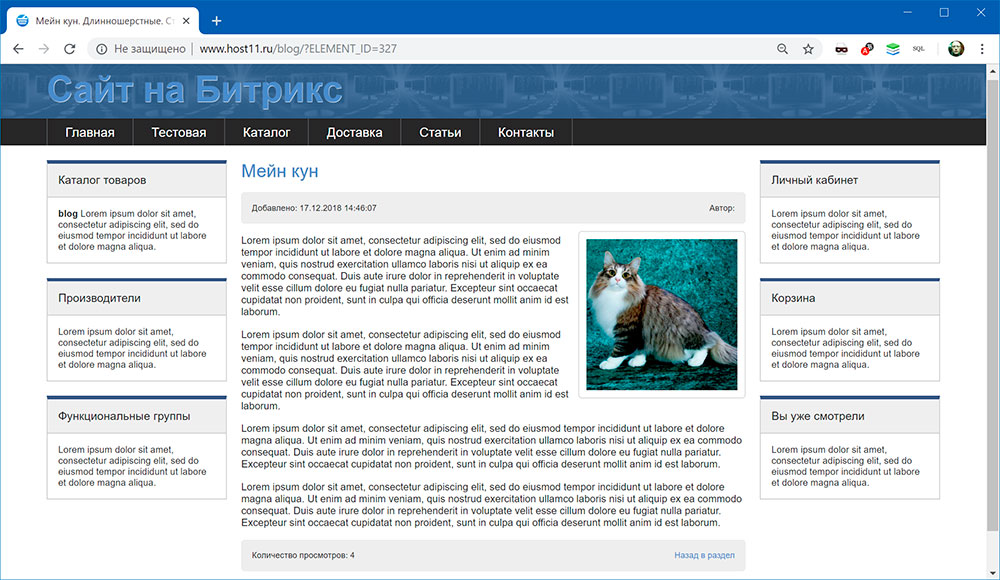 Мейн кун. Длинношерстные. С
Не защищено
www.host11.ru/blog/?ELEMENT_ID=327
SQL
Сайт на Битрикс
Главная
Тестовая
Каталог
Доставка
Статьи
Контакты
Каталог товаров
blog Lorem ipsum dolor sit amet,
consectetur adipiscing elit, sed do
eiusmod tempor incididunt ut labore
et dolore magna aliqua.
Производители
Lorem ipsum dolor sit amet,
consectetur adipiscing elit, sed do
eiusmod tempor incididunt ut labore
et dolore magna aliqua.
Функциональные группы
Lorem ipsum dolor sit amet,
consectetur adipiscing elit, sed do
eiusmod tempor incididunt ut labore
et dolore magna aliqua.
Мейн кун
Добавлено: 17.12.2018 14:46:07
Автор:
Lorem ipsum dolor sit amet, consectetur adipiscing elit, sed do eiusmod
tempor incididunt ut labore et dolore magna aliqua. Ut enim ad minim
veniam, quis nostrud exercitation ullamco laboris nisi ut aliquip ex ea
commodo consequat. Duis aute irure dolor in reprehenderit in voluptate
velit esse cillum dolore eu fugiat nulla pariatur. Excepteur sint occaecat
cupidatat non proident, sunt in culpa qui officia deserunt mollit anim id est
laborum.
Lorem ipsum dolor sit amet, consectetur adipiscing elit, sed do eiusmod
tempor incididunt ut labore et dolore magna aliqua. Ut enim ad minim
veniam, quis nostrud exercitation ullamco laboris nisi ut aliquip ex ea
commodo consequat. Duis aute irure dolor in reprehenderit in voluptate
velit esse cillum dolore eu fugiat nulla pariatur. Excepteur sint occaecat
cupidatat non proident, sunt in culpa qui officia deserunt mollit anim id est
laborum.
Lorem ipsum dolor sit amet, consectetur adipiscing elit, sed do eiusmod tempor incididunt ut labore et dolore
magna aliqua. Ut enim ad minim veniam, quis nostrud exercitation ullamco laboris nisi ut aliquip ex ea commodo
consequat. Duis aute irure dolor in reprehenderit in voluptate velit esse cillum dolore eu fugiat nulla pariatur.
Excepteur sint occaecat cupidatat non proident, sunt in culpa qui officia deserunt mollit anim id est laborum.
Lorem ipsum dolor sit amet, consectetur adipiscing elit, sed do eiusmod tempor incididunt ut labore et dolore
magna aliqua. Ut enim ad minim veniam, quis nostrud exercitation ullamco laboris nisi ut aliquip ex ea commodo
consequat. Duis aute irure dolor in reprehenderit in voluptate velit esse cillum dolore eu fugiat nulla pariatur.
Excepteur sint occaecat cupidatat non proident, sunt in culpa qui officia deserunt mollit anim id est laborum.
Количество просмотров: 4
Назад в раздел
Личный кабинет
Lorem ipsum dolor sit amet,
consectetur adipiscing elit, sed do
eiusmod tempor incididunt ut labore
et dolore magna aliqua.
Корзина
Lorem ipsum dolor sit amet,
consectetur adipiscing elit, sed do
eiusmod tempor incididunt ut labore
et dolore magna aliqua.
Вы уже смотрели
Lorem ipsum dolor sit amet,
consectetur adipiscing elit, sed do
eiusmod tempor incididunt ut labore
et dolore magna aliqua.